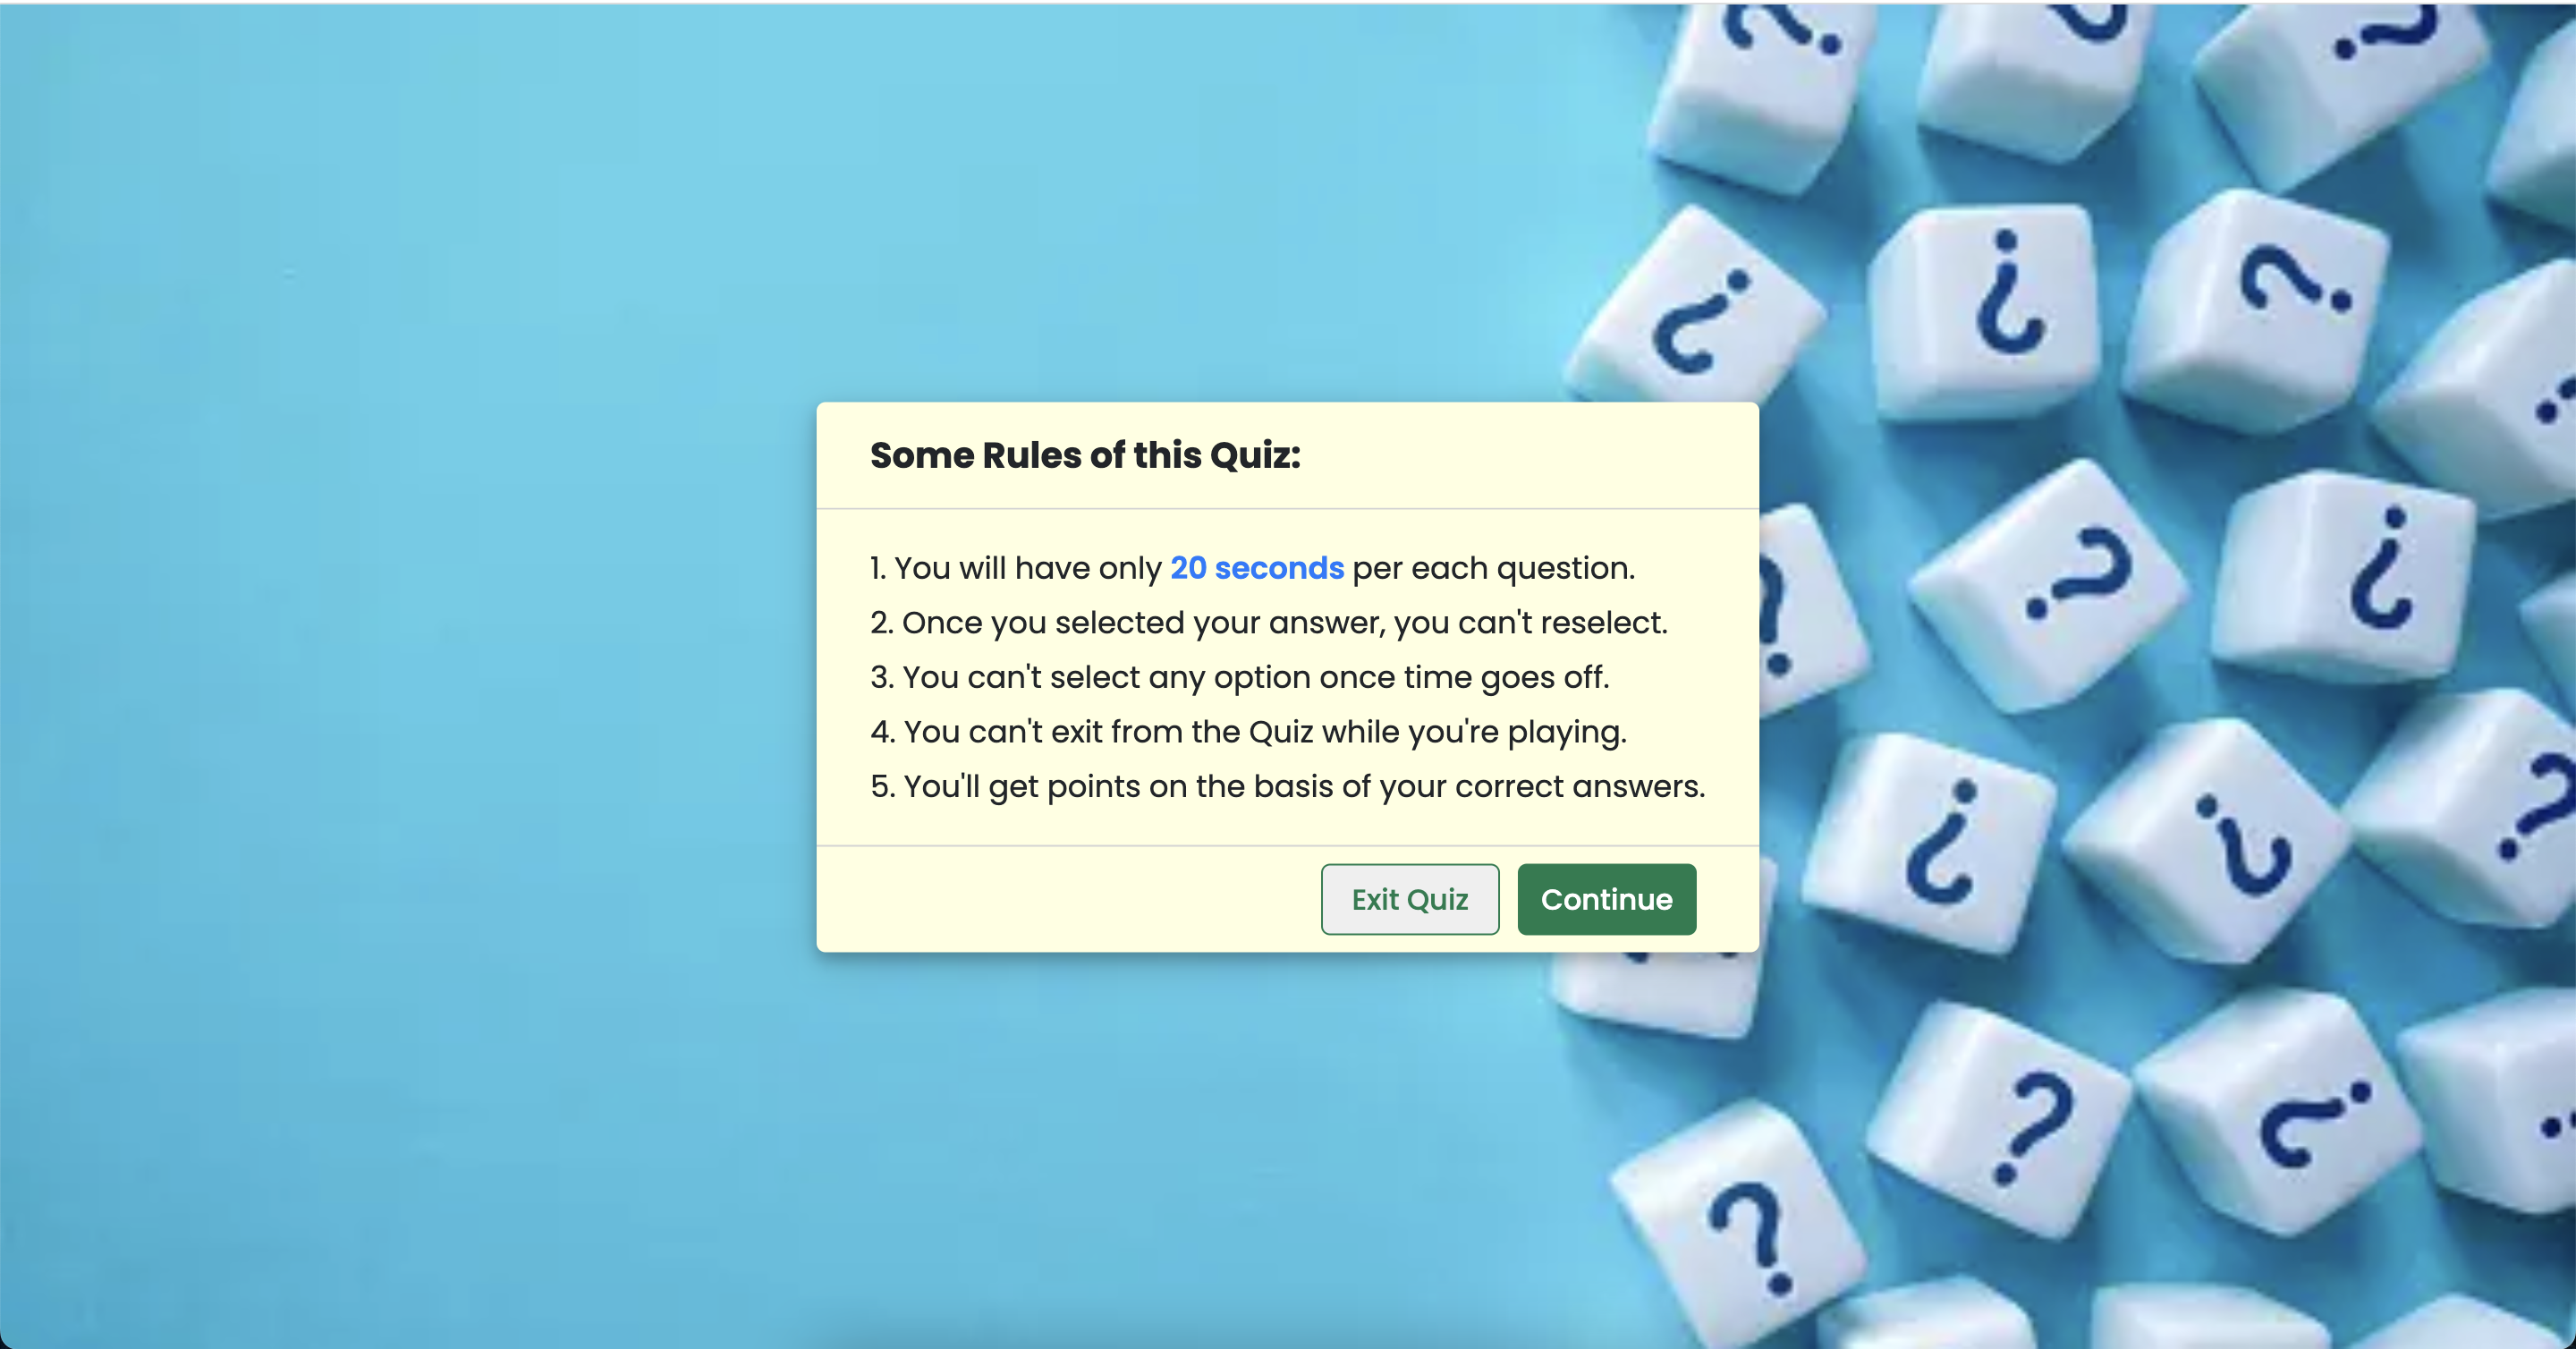 Some Rules of this Quiz:
1. You will have only 20 seconds per each question.
2. Once you selected your answer, you can't reselect.
3. You can't select any option once time goes off.
4. You can't exit from the Quiz while you're playing.
5. You'll get points on the basis of your correct answers.
Exit Quiz
Continue